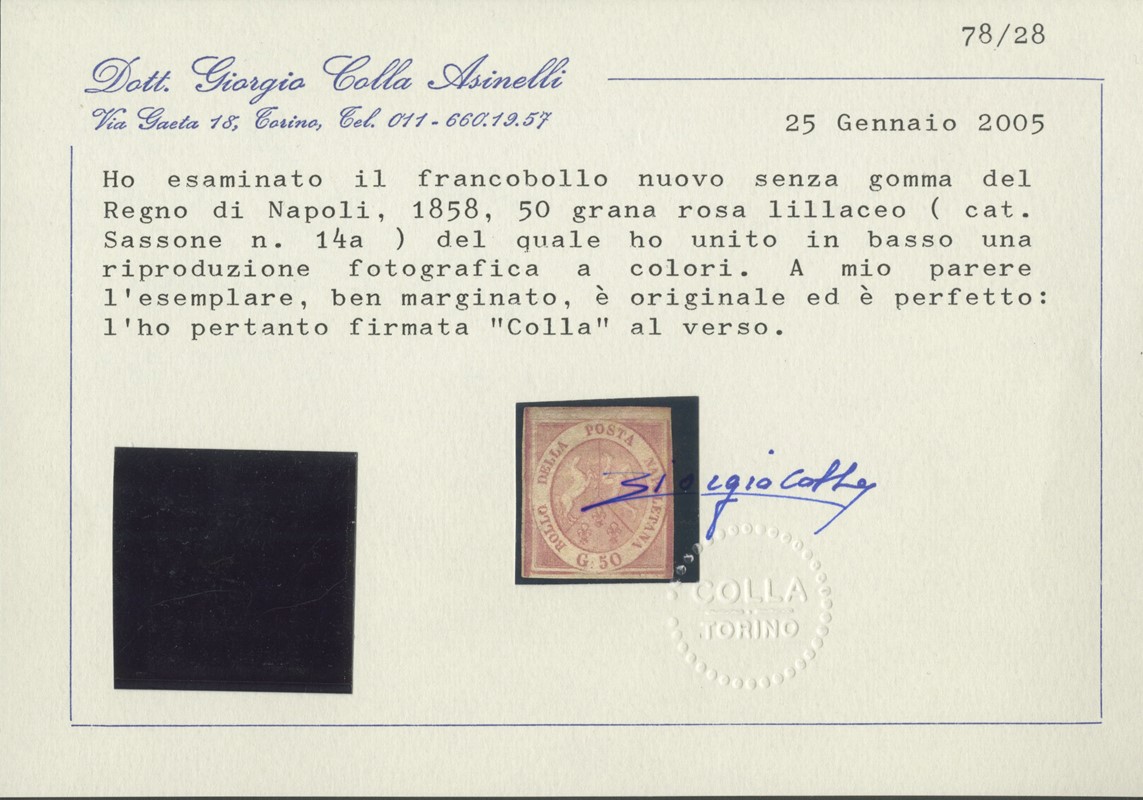 78/28
Dott. Giorgio Colla Asinelli
Via Gaeta 18, Torino, Tel. 011-660.19.57
25 Gennaio 2005
Ho esaminato il francobollo nuovo senza gomma del
Regno di Napoli, 1858, 50 grana rosa lillaceo ( cat.
Sassone n. 14a ) del quale ho unito in basso una
riproduzione fotografica a colori. A mio parere
l'esemplare, ben marginato, è originale ed è perfetto:
l'ho pertanto firmata "Colla" al verso.
BOLLO DELLA POSTA NAPOLETANA
G. 50
Giorgio Colla
COLLA
TORINO